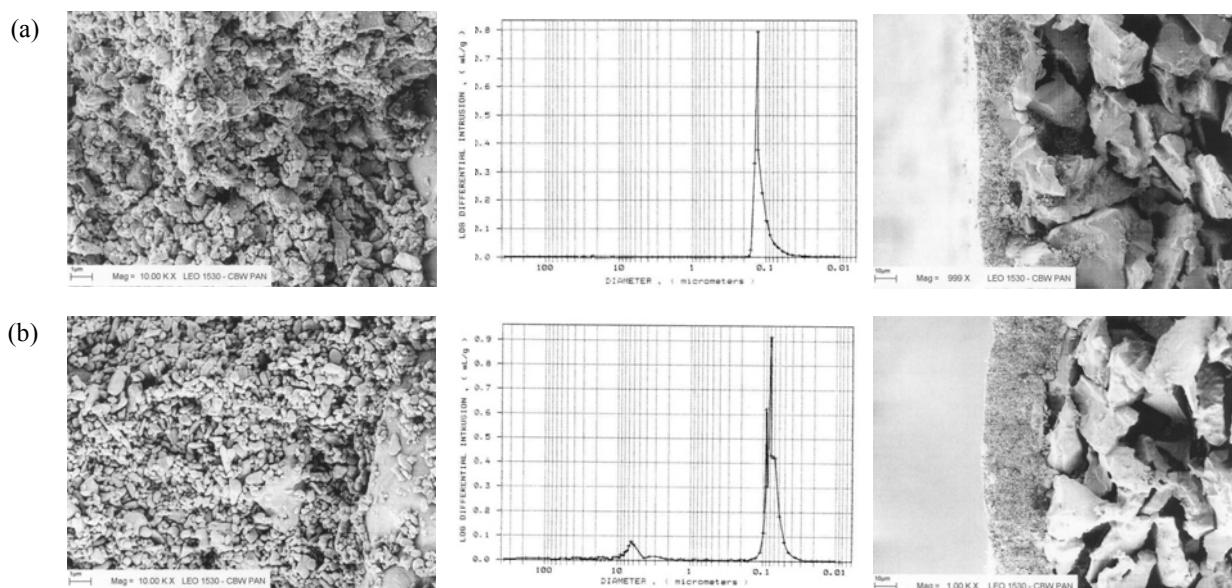 (a)
1µm
Mag = 10.00 K X LEO 1530 - CBW PAN
LOG DIFFERENTIAL INTRUSION , ( mL/g )
0.8
0.7
0.6
0.5
0.4
0.3
0.2
0.1
0.0
100 10 1 0.1 0.01
DIAMETER , ( micrometers )
10µm
Mag = 999 X LEO 1530 - CBW PAN
(b)
1µm
Mag = 10.00 K X LEO 1530 - CBW PAN
LOG DIFFERENTIAL INTRUSION , ( mL/g )
0.9
0.8
0.7
0.6
0.5
0.4
0.3
0.2
0.1
0.0
100 10 1 0.1 0.01
DIAMETER , ( micrometers )
10µm
Mag = 1.00 K X LEO 1530 - CBW PAN